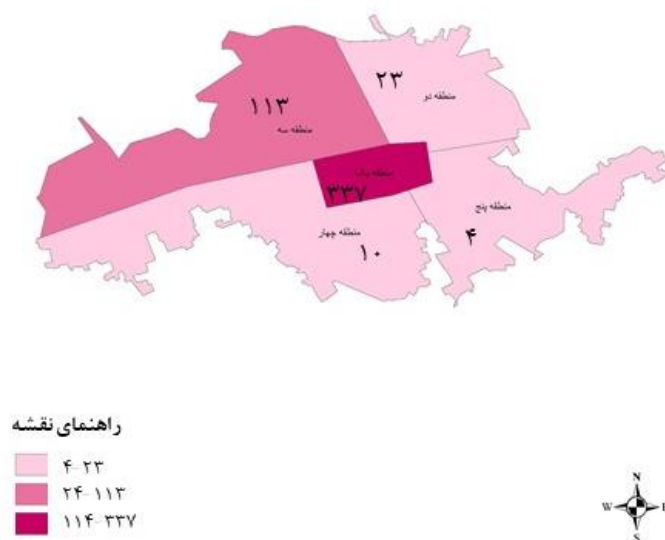 ۲۳
منطقه دو
۱۱۳
منطقه سه
منطقه یک
۳۳۷
منطقه پنج
۴
منطقه چهار
۱۰
راهنمای نقشه
۴-۲۳
۲۴-۱۱۳
۱۱۴-۳۳۷
N
W E
S